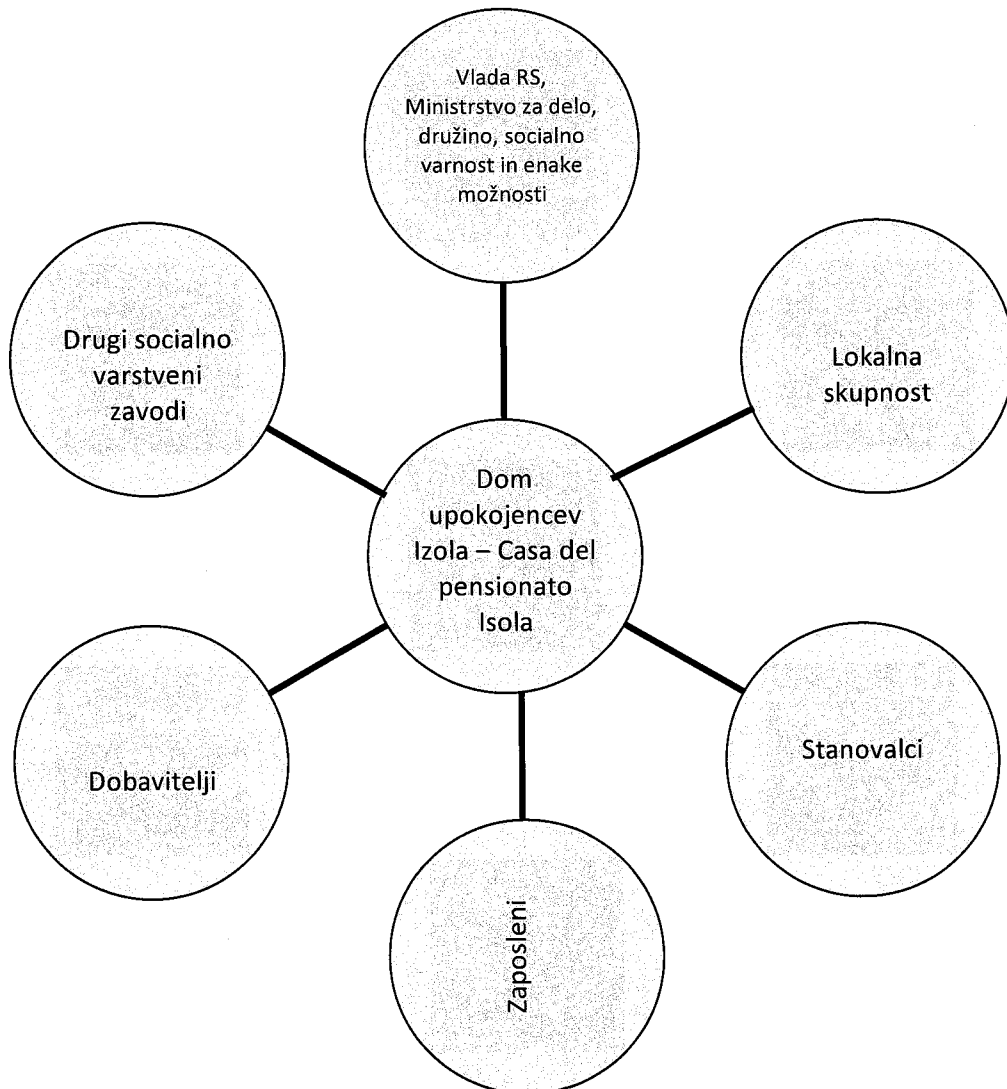 Vlada RS,
Ministrstvo za delo,
družino, socialno
varnost in enake
možnosti
Drugi socialno
varstveni
zavodi
Lokalna
skupnost
Dom
upokojencev
Izola – Casa del
pensionato
Isola
Dobavitelji
Stanovalci
Zaposleni